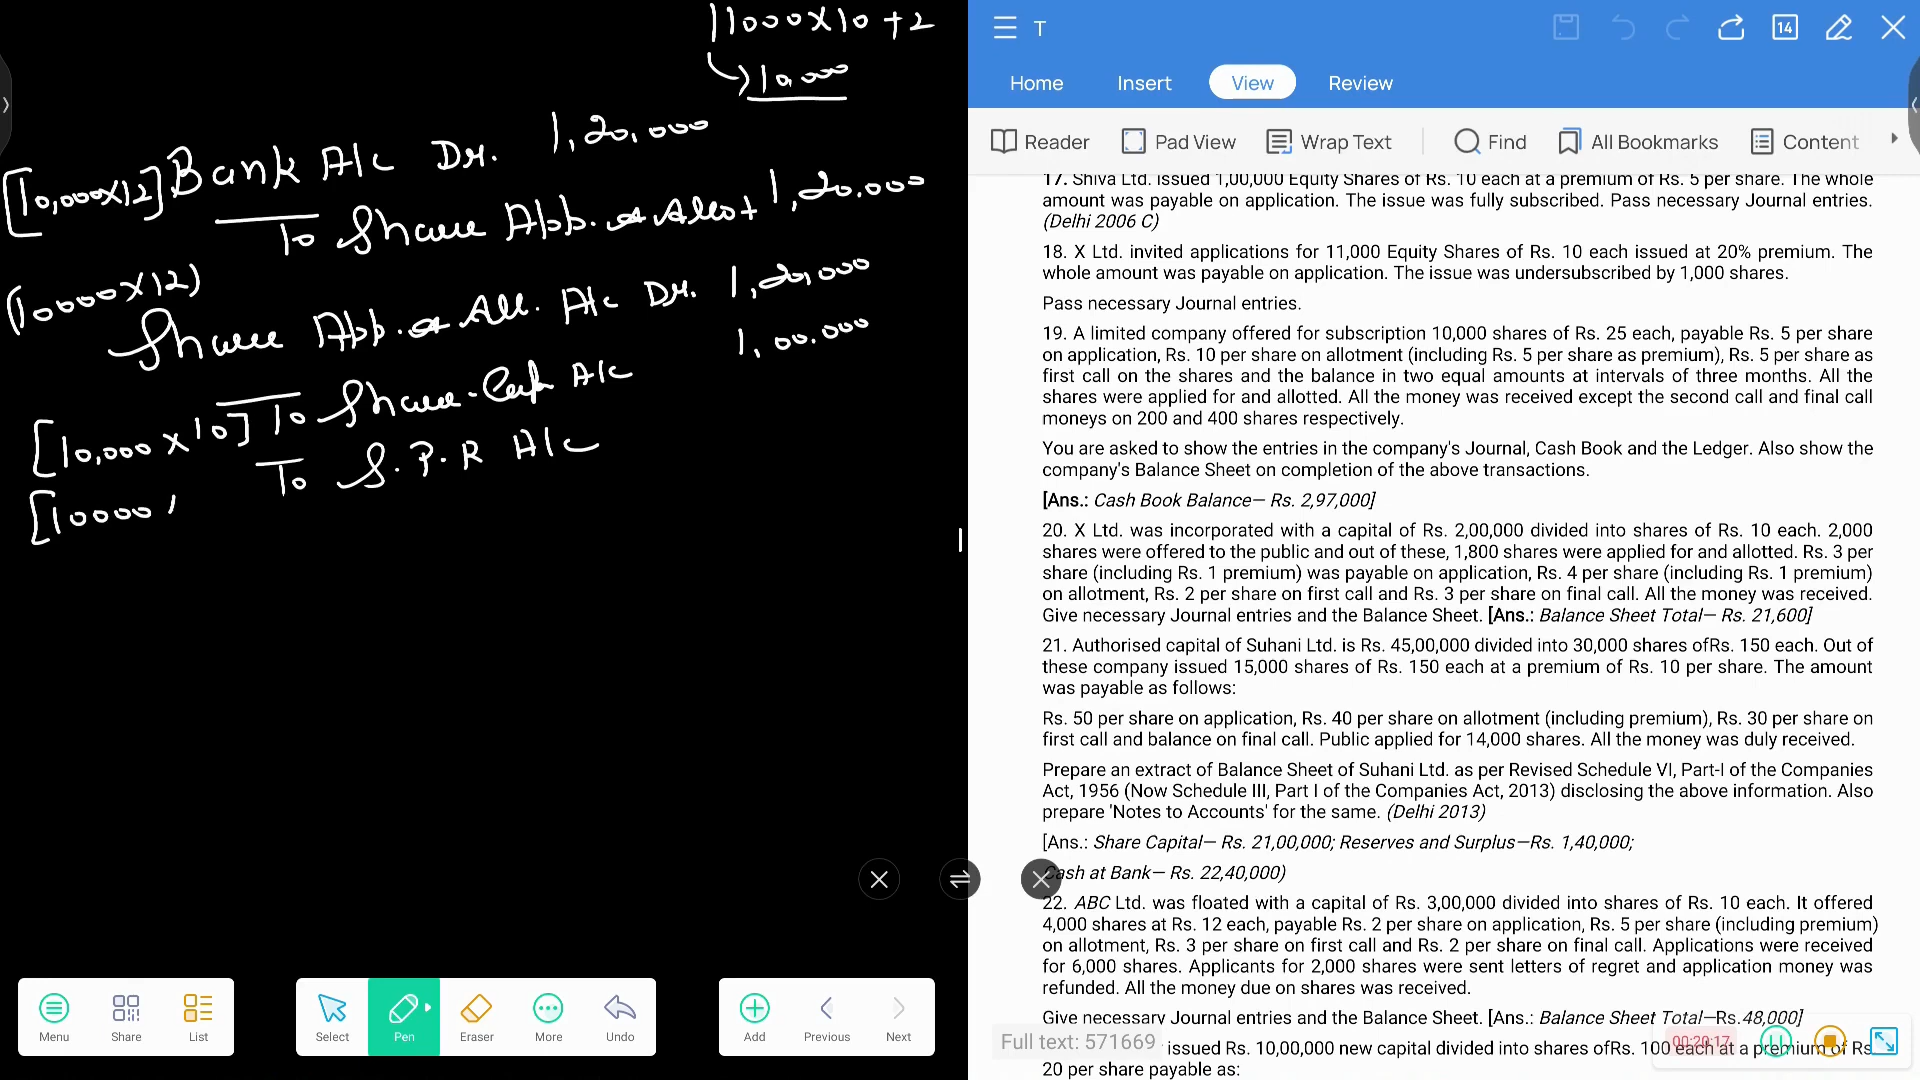 11000×10+2
10,000
[10,000×12] Bank A/c Dr. 1,20,000
To Share App. & Allot 1,20.000
(10000×12)
Share App. & All. A/c Dr. 1,20,000
[10,000×10] To Share Cap A/c 1,00.000
To S.P.R A/c
[10000
Menu Share List Select Pen Eraser More Undo Add Previous Next
T
14
Home Insert View Review
Reader Pad View Wrap Text Find All Bookmarks Content
17. Shiva Ltd. issued 1,00,000 Equity Shares of Rs. 10 each at a premium of Rs. 5 per share. The whole
amount was payable on application. The issue was fully subscribed. Pass necessary Journal entries.
(Delhi 2006 C)
18. X Ltd. invited applications for 11,000 Equity Shares of Rs. 10 each issued at 20% premium. The
whole amount was payable on application. The issue was undersubscribed by 1,000 shares.
Pass necessary Journal entries.
19. A limited company offered for subscription 10,000 shares of Rs. 25 each, payable Rs. 5 per share
on application, Rs. 10 per share on allotment (including Rs. 5 per share as premium), Rs. 5 per share as
first call on the shares and the balance in two equal amounts at intervals of three months. All the
shares were applied for and allotted. All the money was received except the second call and final call
moneys on 200 and 400 shares respectively.
You are asked to show the entries in the company's Journal, Cash Book and the Ledger. Also show the
company's Balance Sheet on completion of the above transactions.
[Ans.: Cash Book Balance— Rs. 2,97,000]
20. X Ltd. was incorporated with a capital of Rs. 2,00,000 divided into shares of Rs. 10 each. 2,000
shares were offered to the public and out of these, 1,800 shares were applied for and allotted. Rs. 3 per
share (including Rs. 1 premium) was payable on application, Rs. 4 per share (including Rs. 1 premium)
on allotment, Rs. 2 per share on first call and Rs. 3 per share on final call. All the money was received.
Give necessary Journal entries and the Balance Sheet. [Ans.: Balance Sheet Total— Rs. 21,600]
21. Authorised capital of Suhani Ltd. is Rs. 45,00,000 divided into 30,000 shares ofRs. 150 each. Out of
these company issued 15,000 shares of Rs. 150 each at a premium of Rs. 10 per share. The amount
was payable as follows:
Rs. 50 per share on application, Rs. 40 per share on allotment (including premium), Rs. 30 per share on
first call and balance on final call. Public applied for 14,000 shares. All the money was duly received.
Prepare an extract of Balance Sheet of Suhani Ltd. as per Revised Schedule VI, Part-I of the Companies
Act, 1956 (Now Schedule III, Part I of the Companies Act, 2013) disclosing the above information. Also
prepare 'Notes to Accounts' for the same. (Delhi 2013)
[Ans.: Share Capital— Rs. 21,00,000; Reserves and Surplus—Rs. 1,40,000;
Cash at Bank— Rs. 22,40,000)
22. ABC Ltd. was floated with a capital of Rs. 3,00,000 divided into shares of Rs. 10 each. It offered
4,000 shares at Rs. 12 each, payable Rs. 2 per share on application, Rs. 5 per share (including premium)
on allotment, Rs. 3 per share on first call and Rs. 2 per share on final call. Applications were received
for 6,000 shares. Applicants for 2,000 shares were sent letters of regret and application money was
refunded. All the money due on shares was received.
Give necessary Journal entries and the Balance Sheet. [Ans.: Balance Sheet Total—Rs.48,000]
Full text: 571669
00:20:17
issued Rs. 10,00,000 new capital divided into shares ofRs. 100 each at a premium of Rs
20 per share payable as: